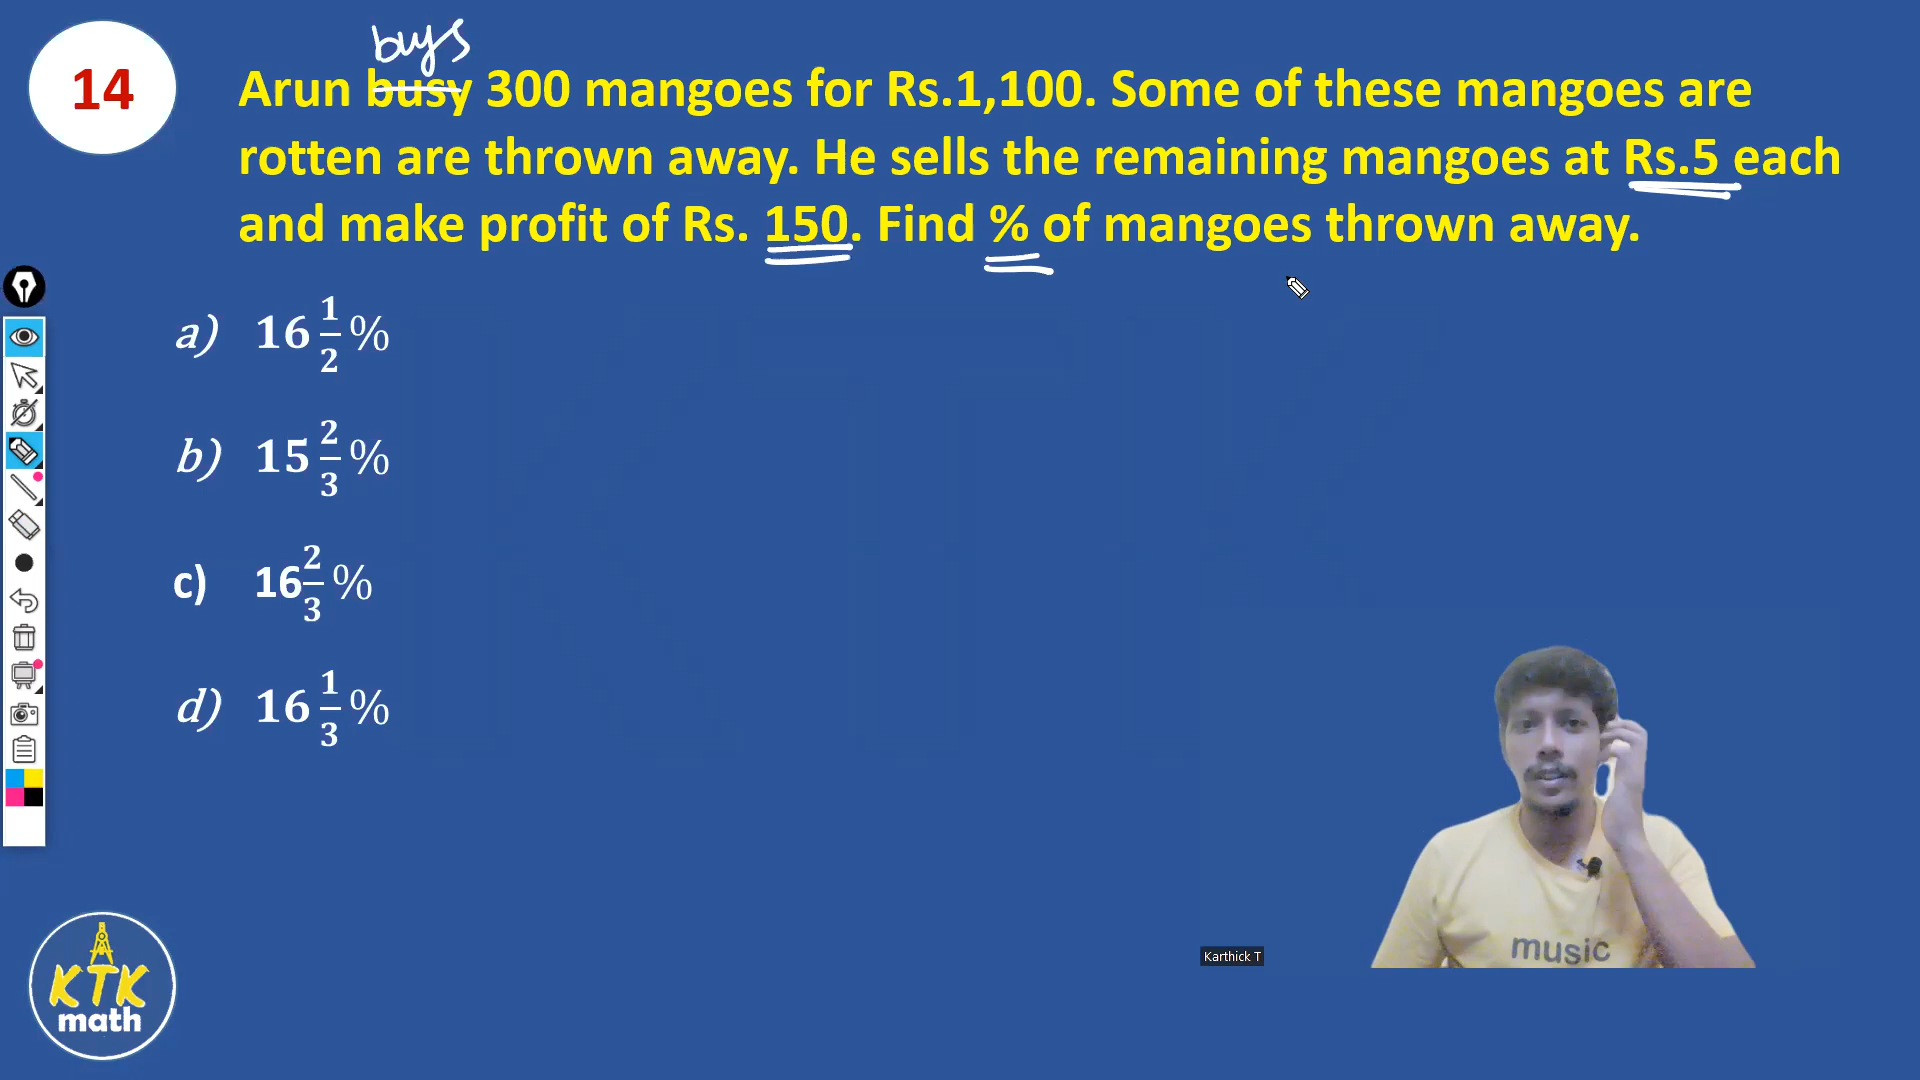 buys
14
Arun busy 300 mangoes for Rs.1,100. Some of these mangoes are
rotten are thrown away. He sells the remaining mangoes at Rs.5 each
and make profit of Rs. 150. Find % of mangoes thrown away.
a) 16 1/2 %
b) 15 2/3 %
c) 16 2/3 %
d) 16 1/3 %
music
Karthick T
KTK
math